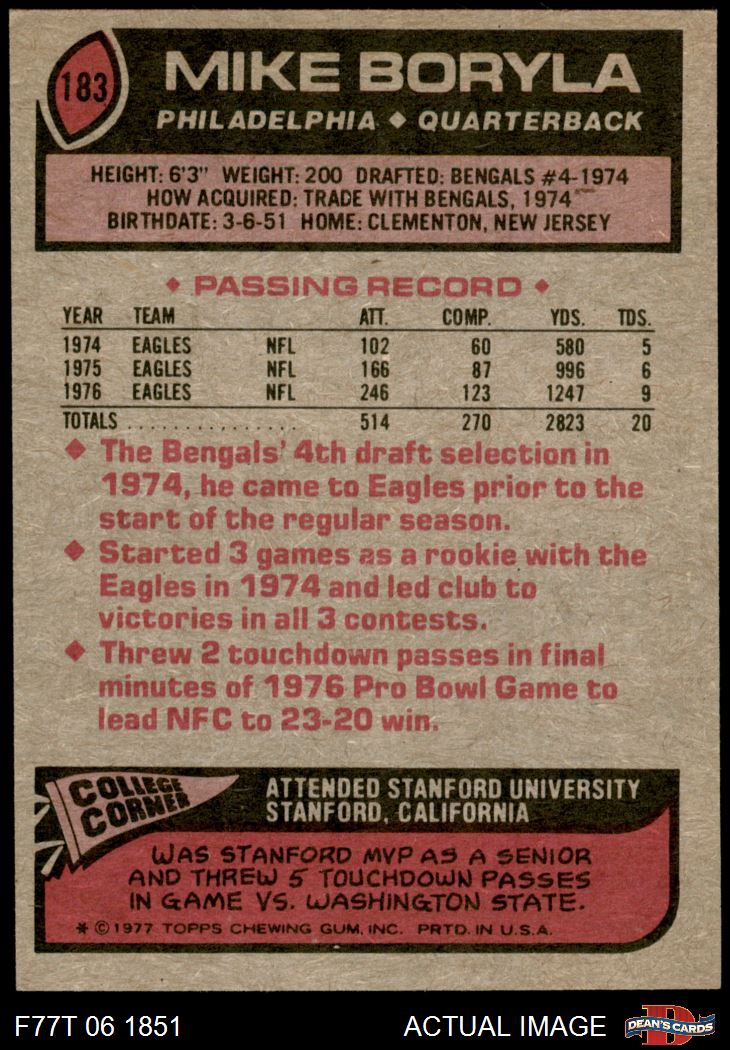 183
MIKE BORYLA
PHILADELPHIA ◆ QUARTERBACK
HEIGHT: 6'3" WEIGHT: 200 DRAFTED: BENGALS #4-1974
HOW ACQUIRED: TRADE WITH BENGALS, 1974
BIRTHDATE: 3-6-51 HOME: CLEMENTON, NEW JERSEY
◆ PASSING RECORD ◆
YEAR TEAM ATT. COMP. YDS. TDS.
1974 EAGLES NFL 102 60 580 5
1975 EAGLES NFL 166 87 996 6
1976 EAGLES NFL 246 123 1247 9
TOTALS ................ 514 270 2823 20
◆ The Bengals' 4th draft selection in
1974, he came to Eagles prior to the
start of the regular season.
◆ Started 3 games as a rookie with the
Eagles in 1974 and led club to
victories in all 3 contests.
◆ Threw 2 touchdown passes in final
minutes of 1976 Pro Bowl Game to
lead NFC to 23-20 win.
COLLEGE
CORNER
ATTENDED STANFORD UNIVERSITY
STANFORD, CALIFORNIA
WAS STANFORD MVP AS A SENIOR
AND THREW 5 TOUCHDOWN PASSES
IN GAME VS. WASHINGTON STATE.
* © 1977 TOPPS CHEWING GUM, INC. PRTD. IN U.S.A.
F77T 06 1851
ACTUAL IMAGE
D
DEAN'S CARDS